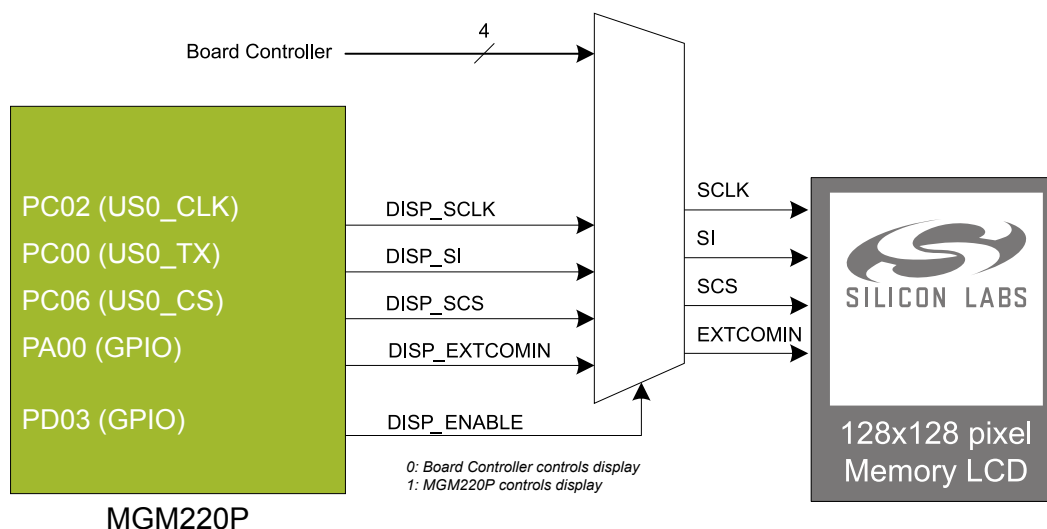 Board Controller
4
PC02 (US0_CLK)
PC00 (US0_TX)
PC06 (US0_CS)
PA00 (GPIO)
PD03 (GPIO)
MGM220P
DISP_SCLK
DISP_SI
DISP_SCS
DISP_EXTCOMIN
DISP_ENABLE
0: Board Controller controls display
1: MGM220P controls display
SCLK
SI
SCS
EXTCOMIN
SILICON LABS
128x128 pixel
Memory LCD